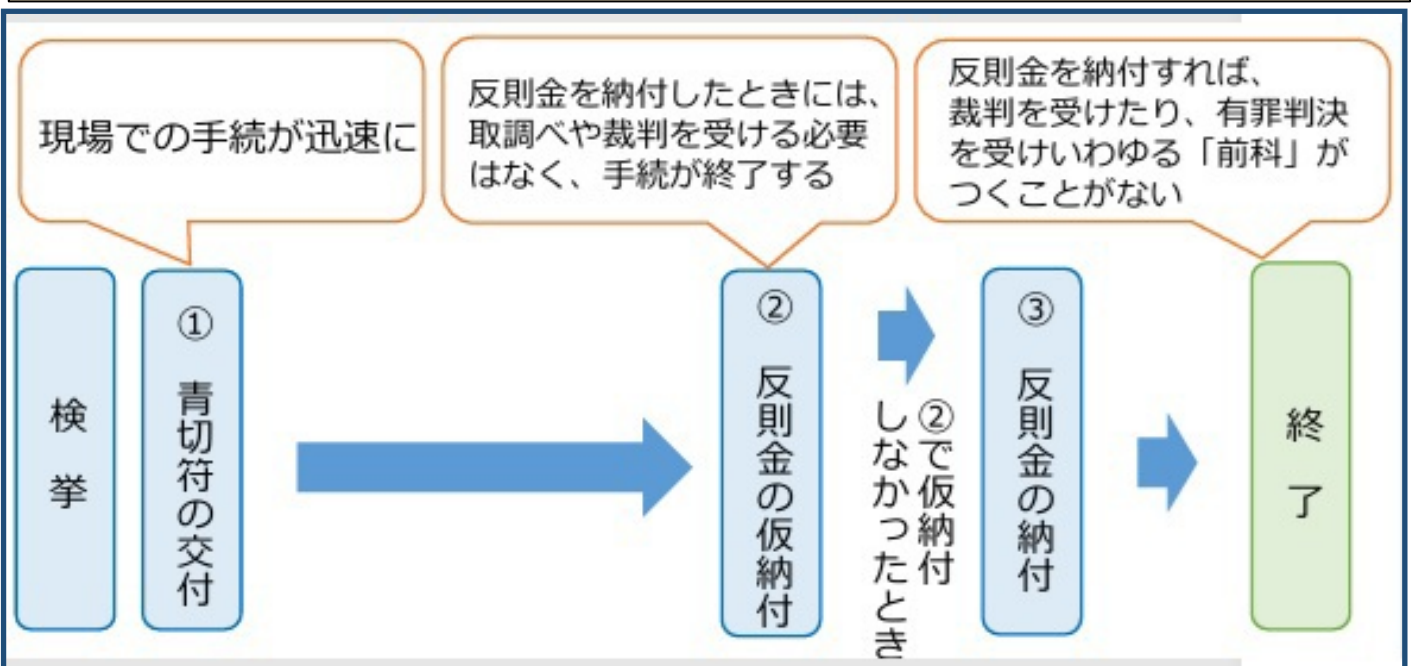 現場での手続が迅速に
反則金を納付したときには、
取調べや裁判を受ける必要
はなく、手続が終了する
反則金を納付すれば、
裁判を受けたり、有罪判決
を受けいわゆる「前科」が
つくことがない
検挙
① 青切符の交付
② 反則金の仮納付
②で仮納付
しなかったとき
③ 反則金の納付
終了